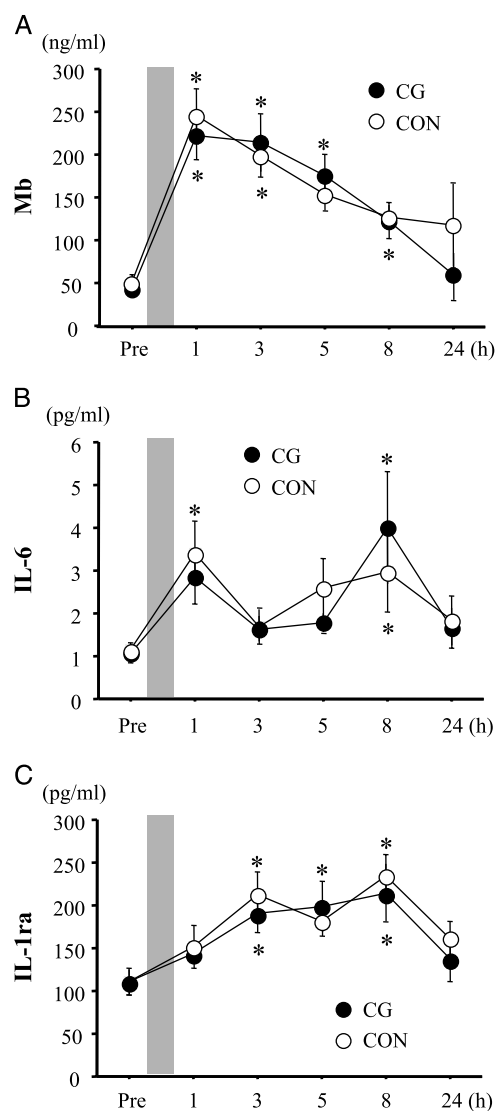 A
(ng/ml)
300
250
200
150
100
50
0
Mb
CG
CON
*
*
*
*
*
*
Pre 1 3 5 8 24 (h)
B
(pg/ml)
6
5
4
3
2
1
0
IL-6
CG
CON
*
*
*
Pre 1 3 5 8 24 (h)
C
(pg/ml)
300
250
200
150
100
50
0
IL-1ra
*
*
*
*
*
CG
CON
Pre 1 3 5 8 24 (h)